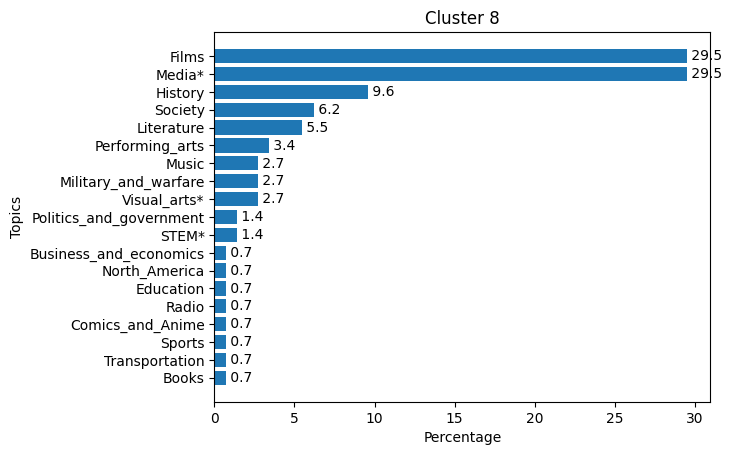 Cluster 8
Films 29.5
Media* 29.5
History 9.6
Society 6.2
Literature 5.5
Performing_arts 3.4
Music 2.7
Military_and_warfare 2.7
Visual_arts* 2.7
Politics_and_government 1.4
STEM* 1.4
Business_and_economics 0.7
North_America 0.7
Education 0.7
Radio 0.7
Comics_and_Anime 0.7
Sports 0.7
Transportation 0.7
Books 0.7
Topics
0 5 10 15 20 25 30
Percentage